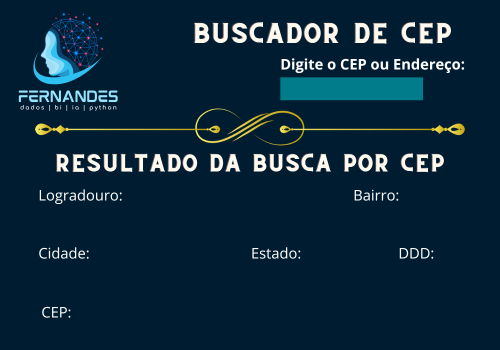 BUSCADOR DE CEP
Digite o CEP ou Endereço:
FERNANDES
dados | bi | ia | python
RESULTADO DA BUSCA POR CEP
Logradouro: Bairro:
Cidade: Estado: DDD:
CEP: